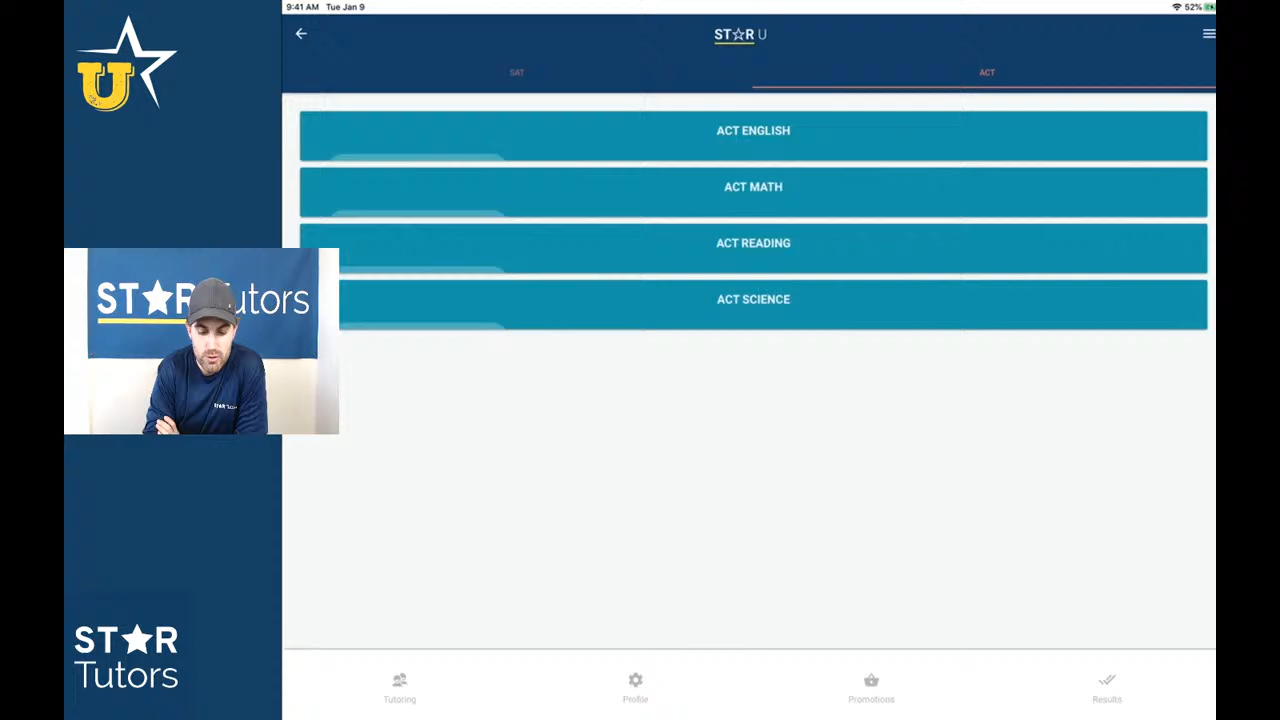 9:41 AM Tue Jan 9
52%
U
ST★R U
SAT
ACT
ACT ENGLISH
ACT MATH
ACT READING
ACT SCIENCE
ST★R Tutors
ST★R
Tutors
Tutoring
Profile
Promotions
Results